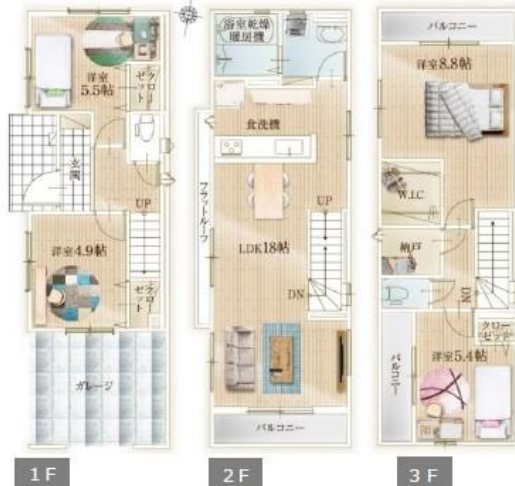 洋室
5.5帖
クロー
ゼット
玄関
UP
洋室4.9帖
クロー
ゼット
ガレージ
1F
浴室乾燥
暖房機
食洗機
フラットルーフ
UP
LDK18帖
DN
バルコニー
2F
バルコニー
洋室8.8帖
W.I.C
納戸
DN
クロー
ゼット
洋室5.4帖
バルコニー
3F